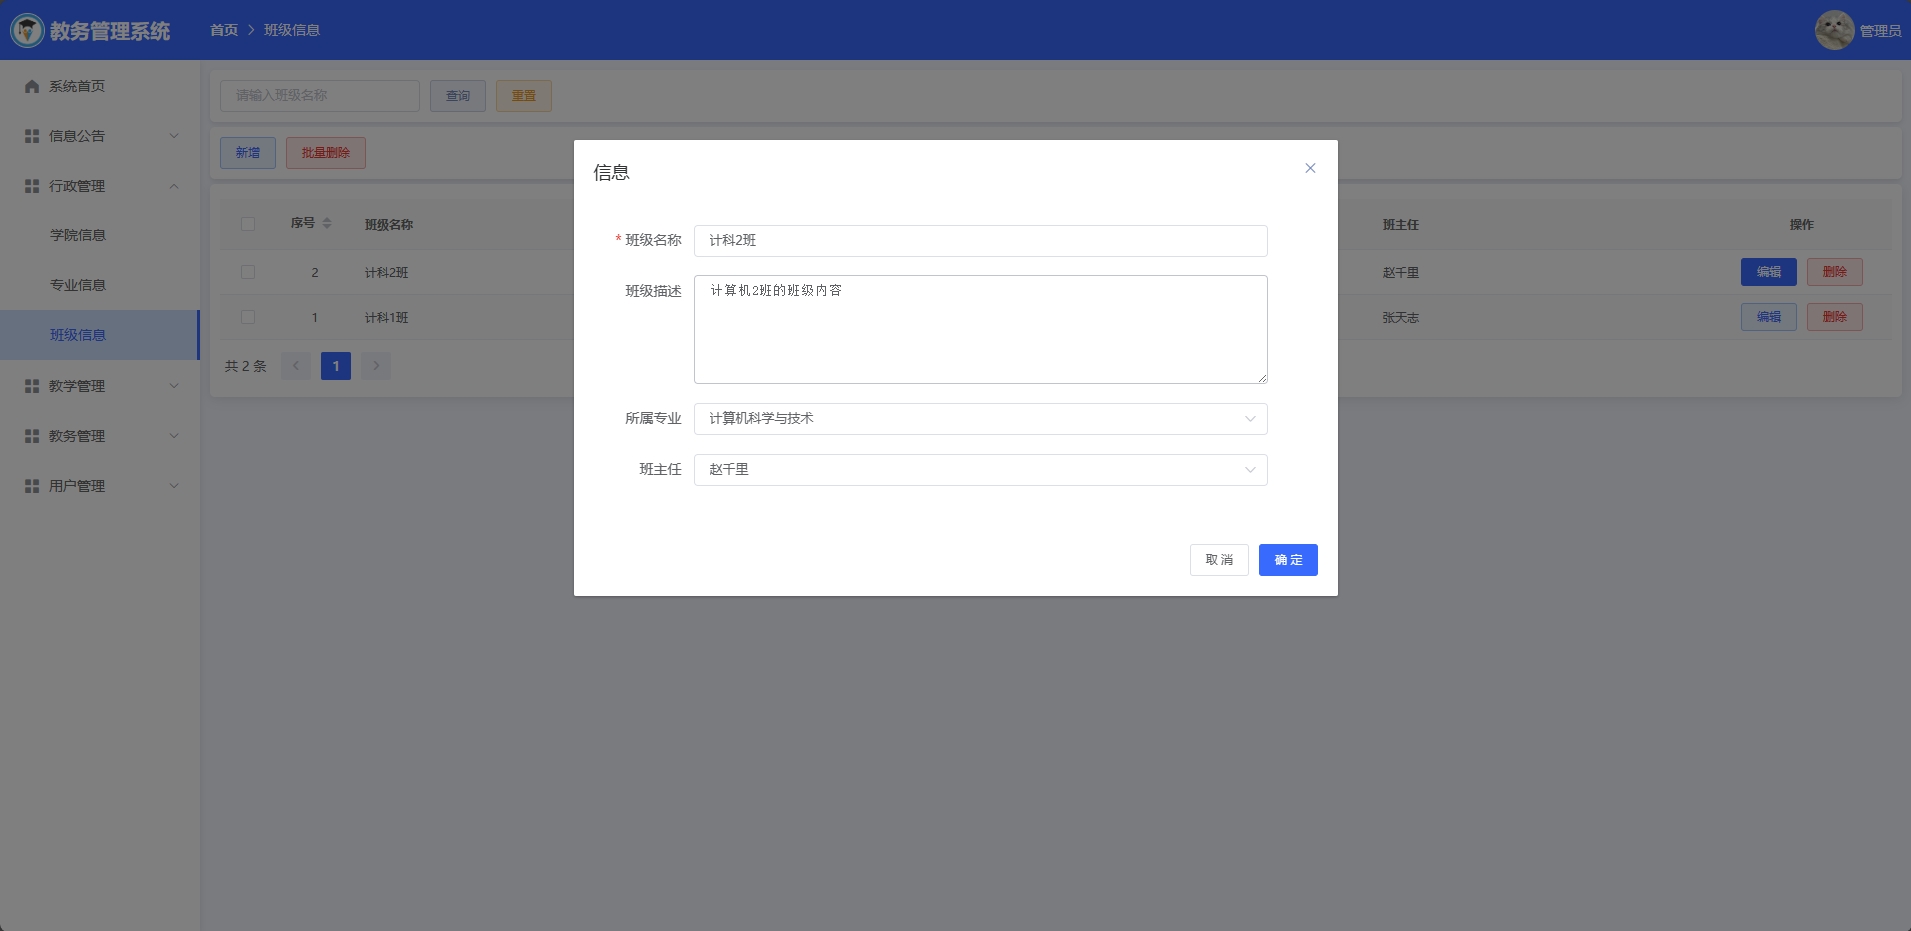 教务管理系统
首页 > 班级信息
管理员
系统首页
信息公告
行政管理
学院信息
专业信息
班级信息
教学管理
教务管理
用户管理
请输入班级名称
查询
重置
新增
批量删除
序号
班级名称
班主任
操作
2
计科2班
赵千里
编辑
删除
1
计科1班
张天志
编辑
删除
共 2 条
1
信息
* 班级名称
计科2班
班级描述
计算机2班的班级内容
所属专业
计算机科学与技术
班主任
赵千里
取 消
确 定